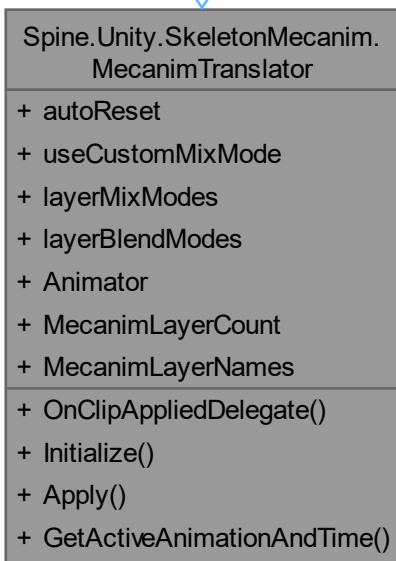 Spine.Unity.SkeletonMecanim.
MecanimTranslator
+ autoReset
+ useCustomMixMode
+ layerMixModes
+ layerBlendModes
+ Animator
+ MecanimLayerCount
+ MecanimLayerNames
+ OnClipAppliedDelegate()
+ Initialize()
+ Apply()
+ GetActiveAnimationAndTime()